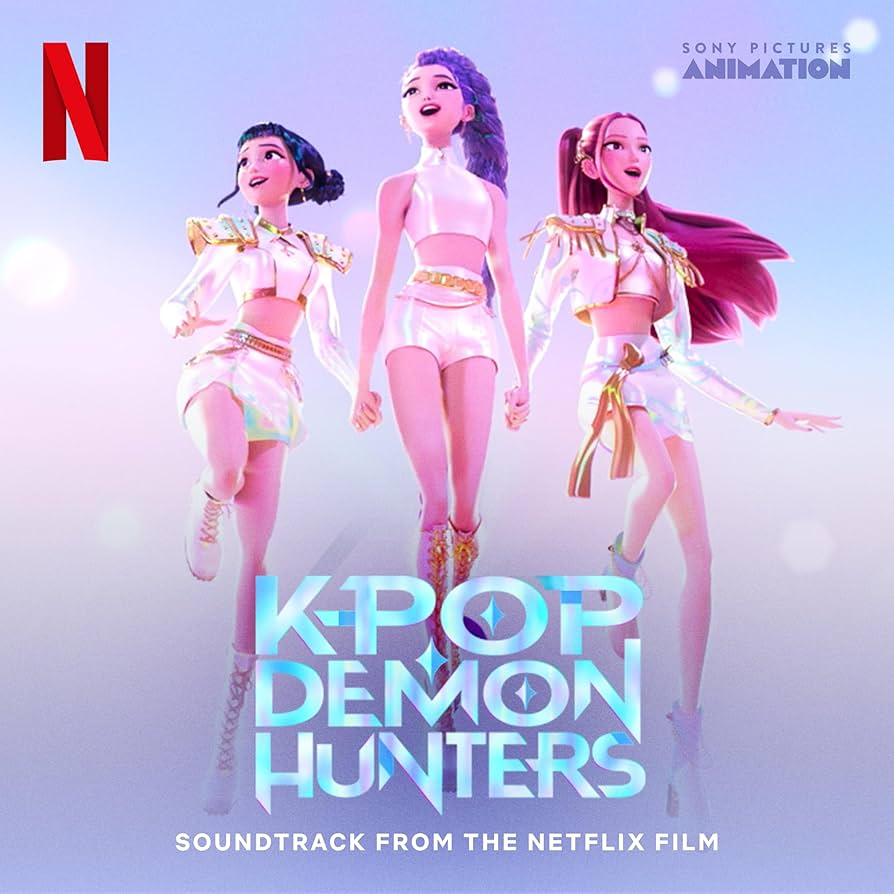 N
SONY PICTURES
ANIMATION
K-POP
DEMON
HUNTERS
SOUNDTRACK FROM THE NETFLIX FILM